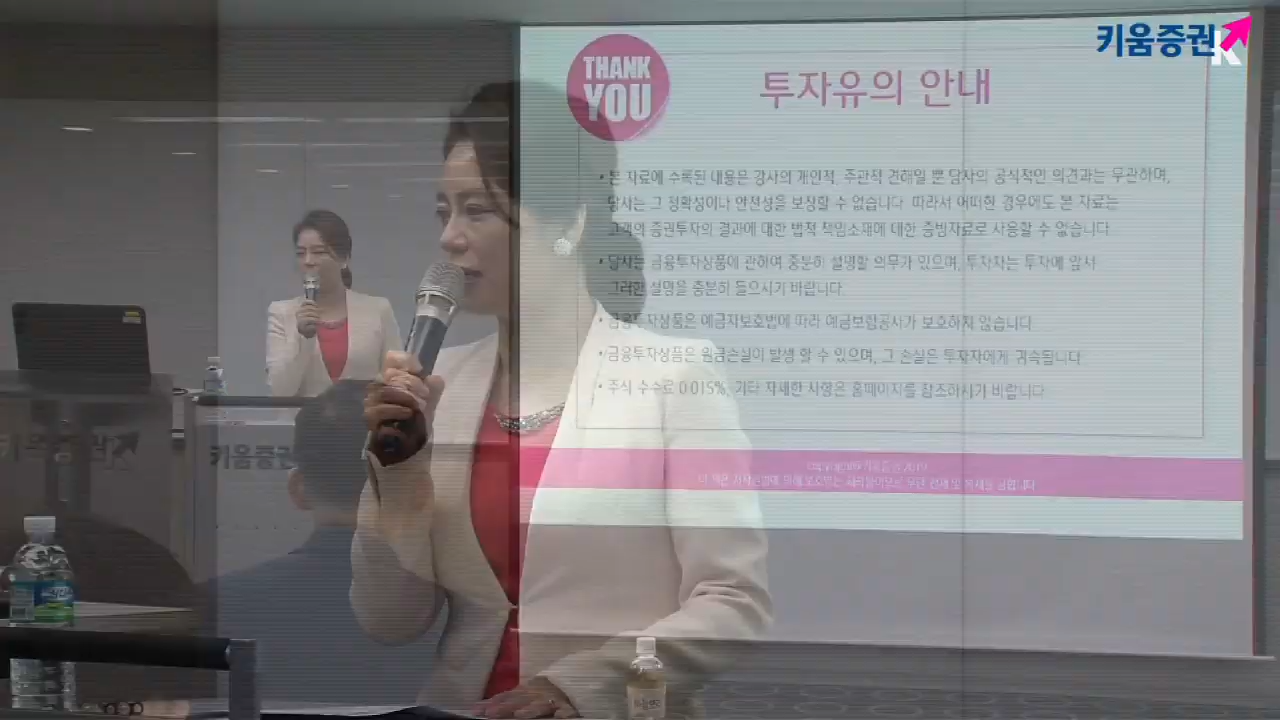 키움증권
K
THANK
YOU
투자유의 안내
• 본 자료에 수록된 내용은 강사의 개인적, 주관적 견해일 뿐 당사의 공식적인 의견과는 무관하며,
당사는 그 정확성이나 안전성을 보장할 수 없습니다. 따라서 어떠한 경우에도 본 자료는
고객의 증권투자의 결과에 대한 법적 책임소재에 대한 증빙자료로 사용할 수 없습니다.
• 당사는 금융투자상품에 관하여 충분히 설명할 의무가 있으며, 투자자는 투자에 앞서
그러한 설명을 충분히 들으시기 바랍니다.
• 금융투자상품은 예금자보호법에 따라 예금보험공사가 보호하지 않습니다.
• 금융투자상품은 원금손실이 발생 할 수 있으며, 그 손실은 투자자에게 귀속됩니다.
• 주식 수수료 0.015%, 기타 자세한 사항은 홈페이지를 참조하시기 바랍니다.
키움증권
키움증권